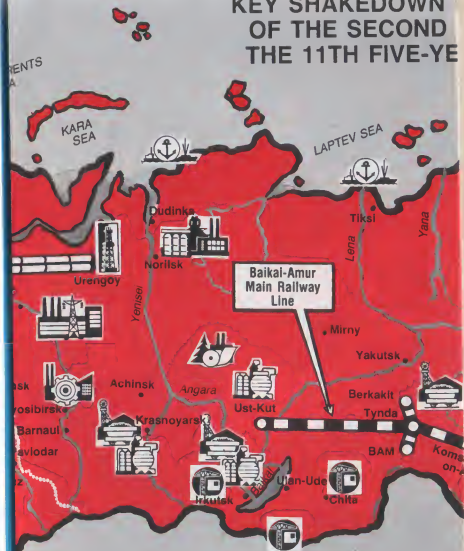 KEY SHAKEDOWN
OF THE SECOND
THE 11TH FIVE-YE
RENTS
A
KARA
SEA
LAPTEV SEA
Dudinka
Tiksi
Norilsk
Lena
Yana
Urengoy
Yenisei
Baikal-Amur
Main Railway
Line
Mirny
Yakutsk
Achinsk
Angara
Ust-Kut
Berkakit
Tynda
BAM
Krasnoyarsk
Barnaul
Irkutsk
Ulan-Ude
Chita